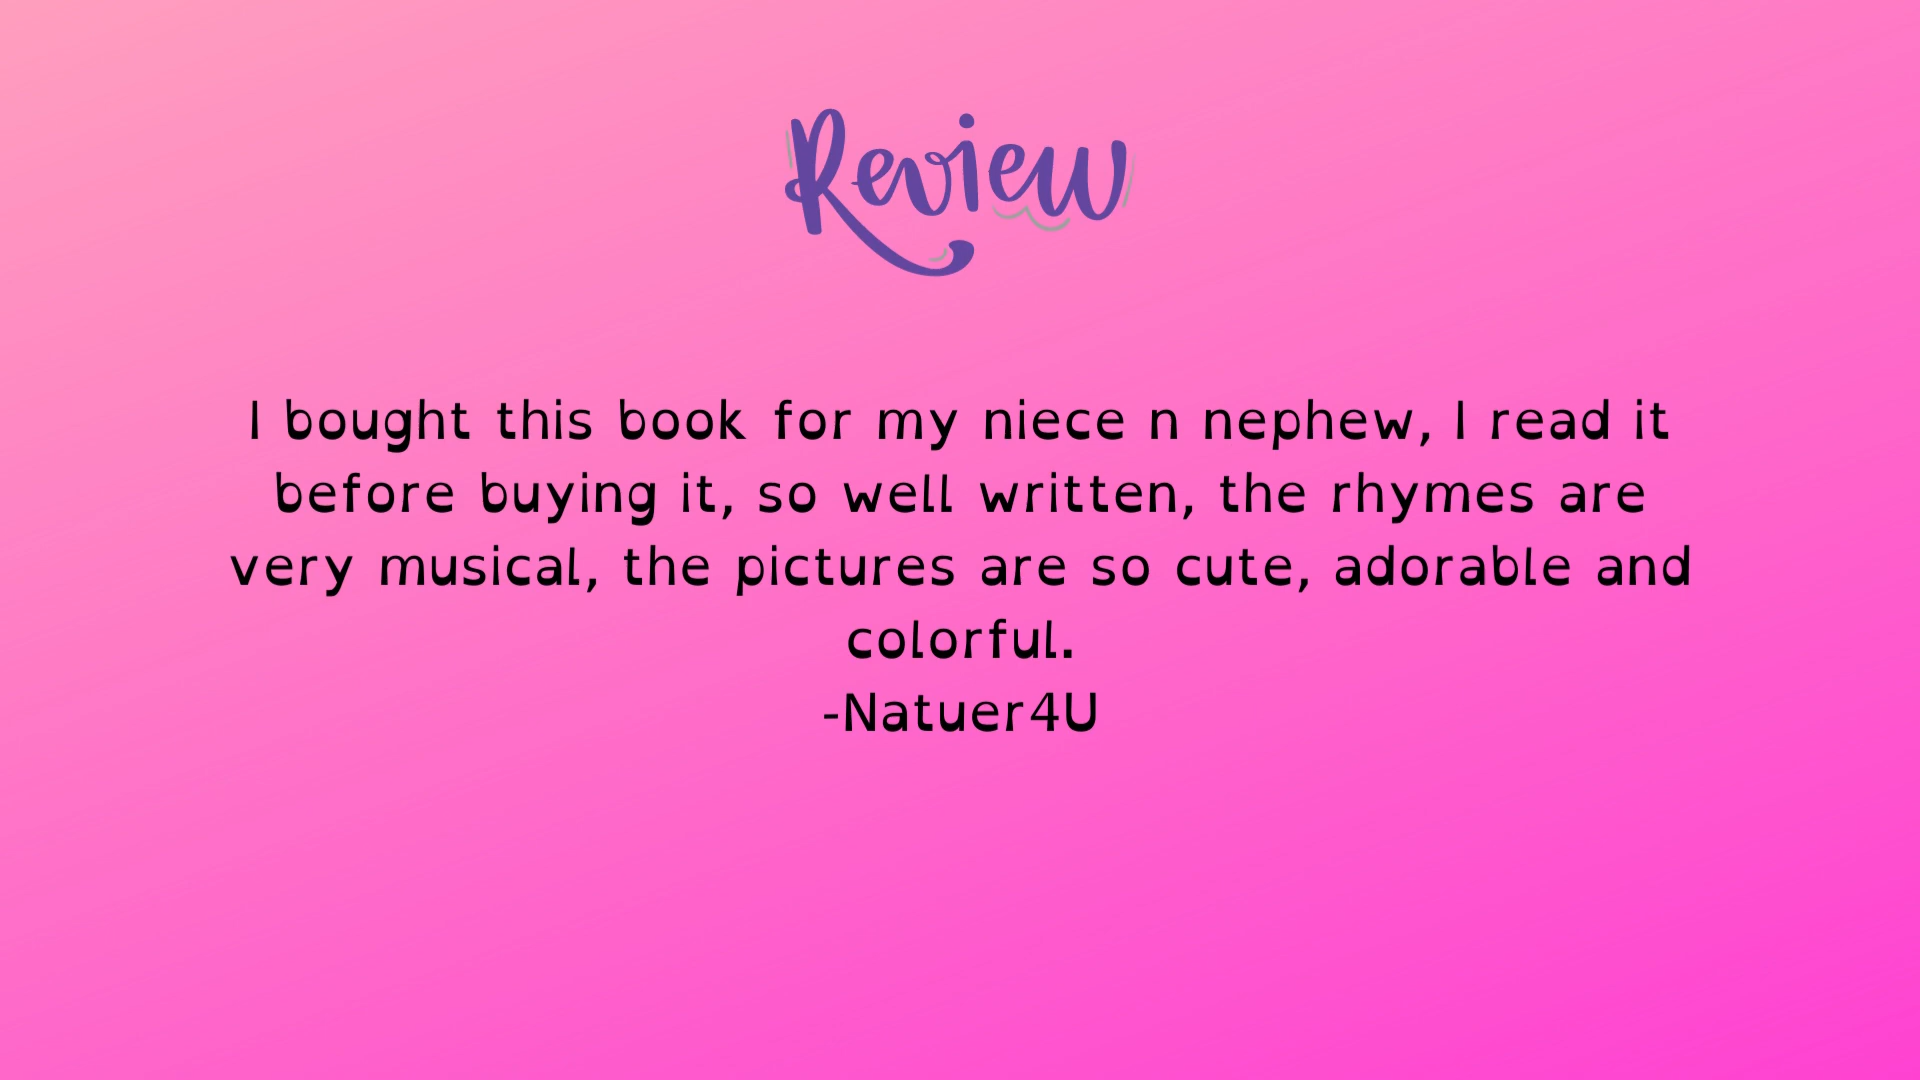 Review
I bought this book for my niece n nephew, I read it
before buying it, so well written, the rhymes are
very musical, the pictures are so cute, adorable and
colorful.
-Natuer4U